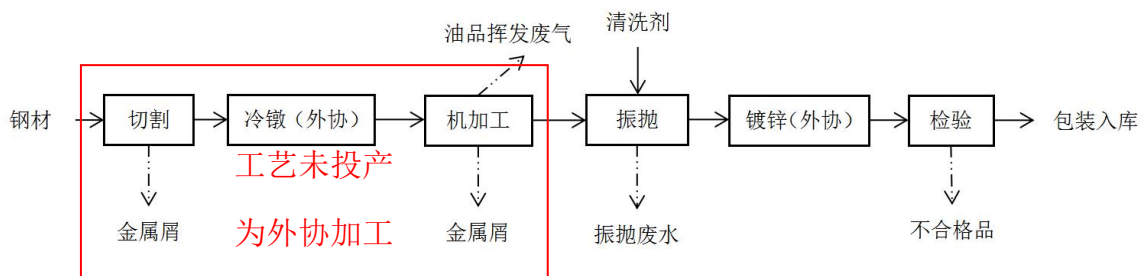 清洗剂
油品挥发废气
钢材
切割
冷镦（外协）
机加工
振抛
镀锌（外协）
检验
包装入库
工艺未投产
为外协加工
金属屑
金属屑
振抛废水
不合格品